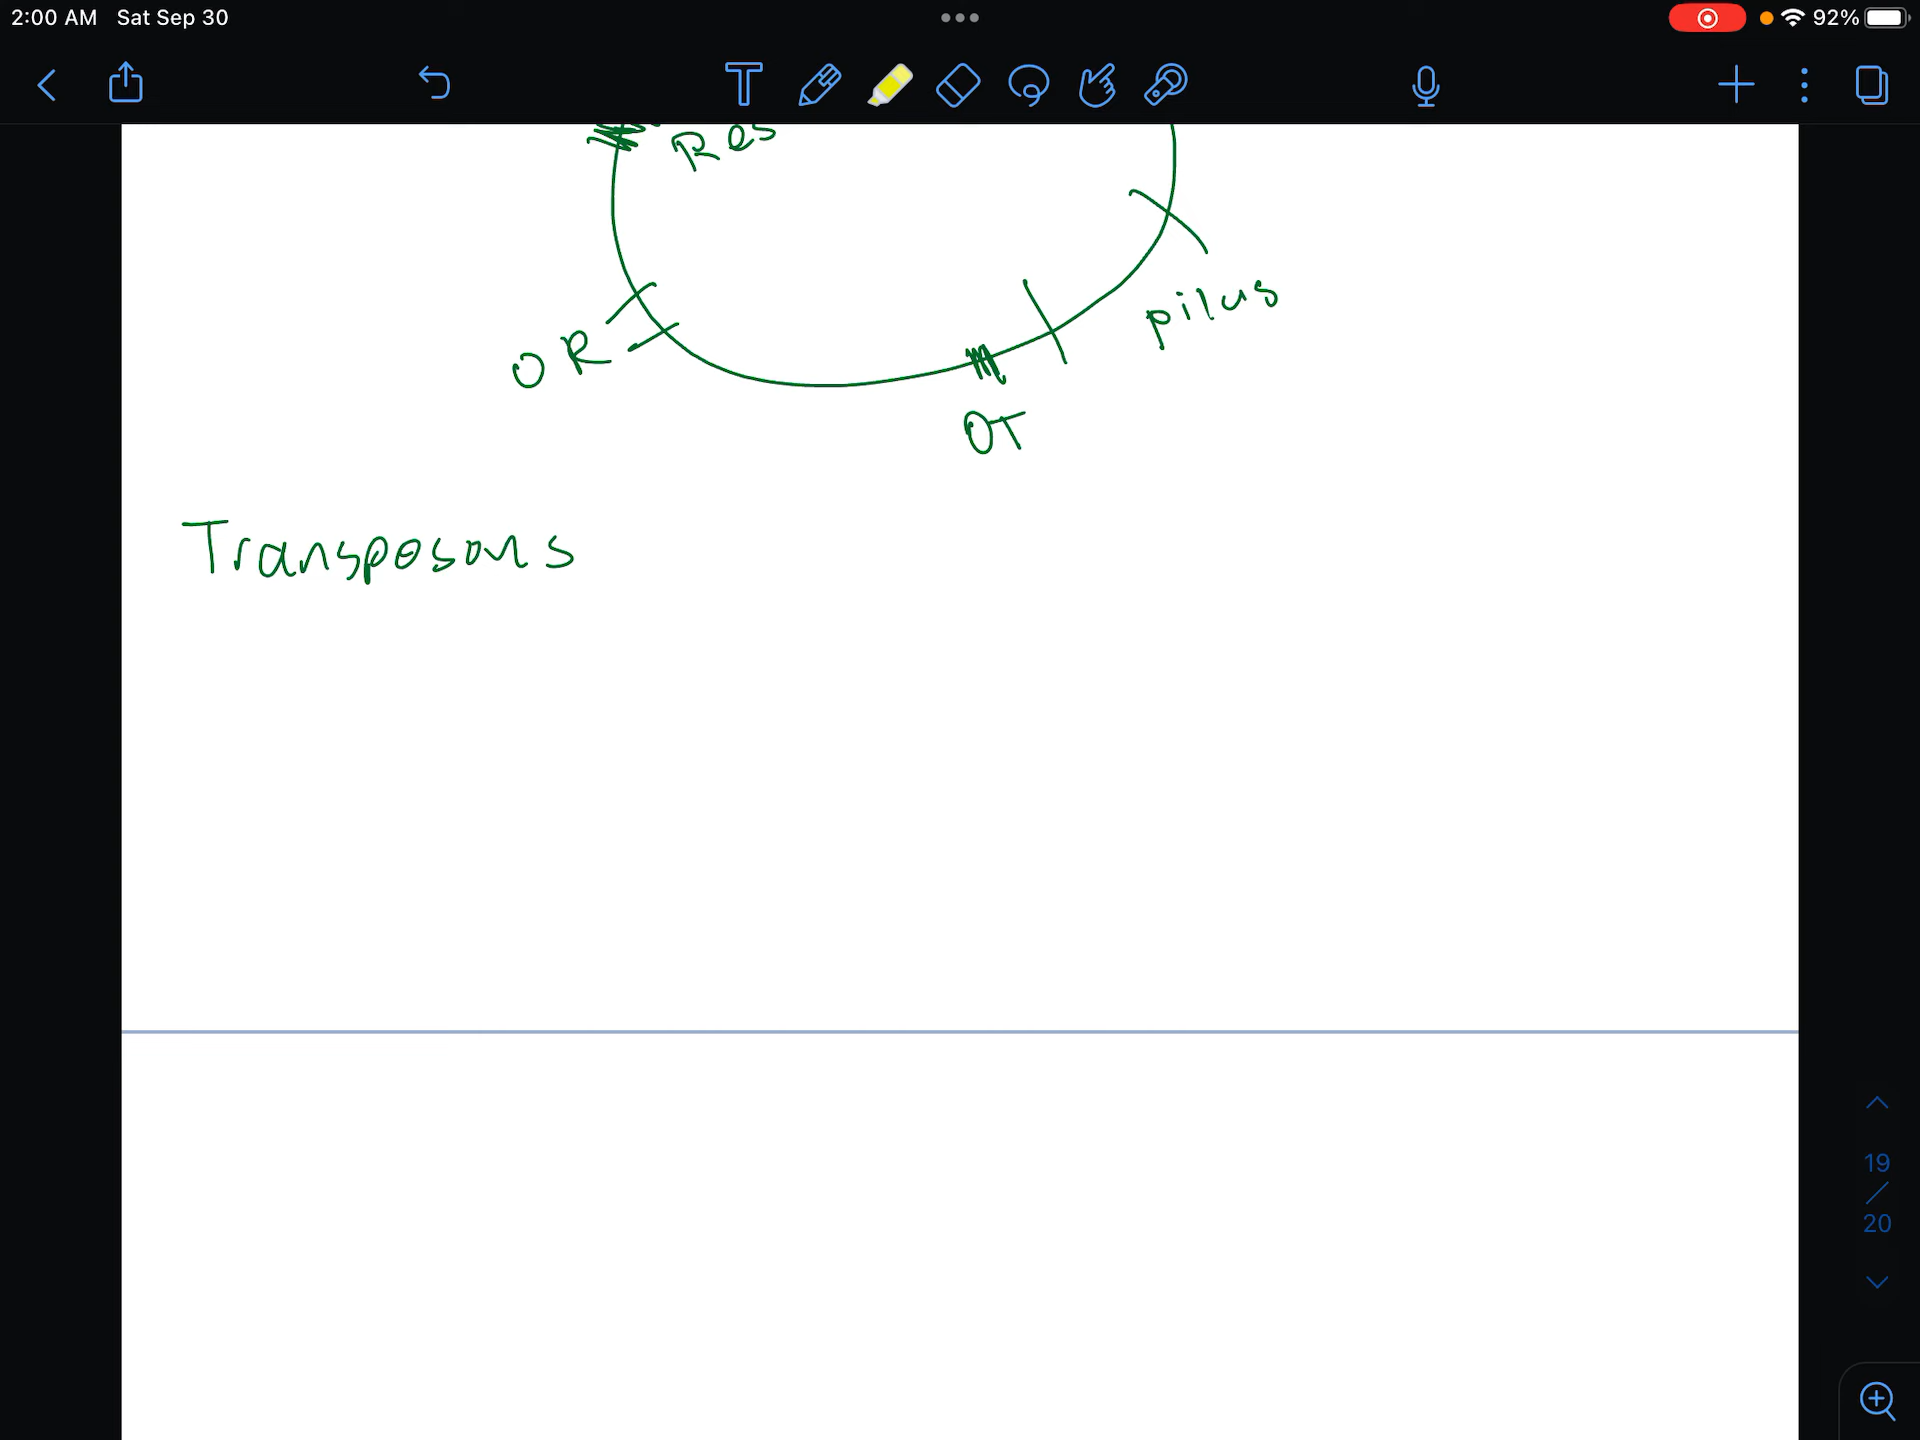 2:00 AM Sat Sep 30
92%
Res
pilus
OR
OT
Transposons
19
/
20